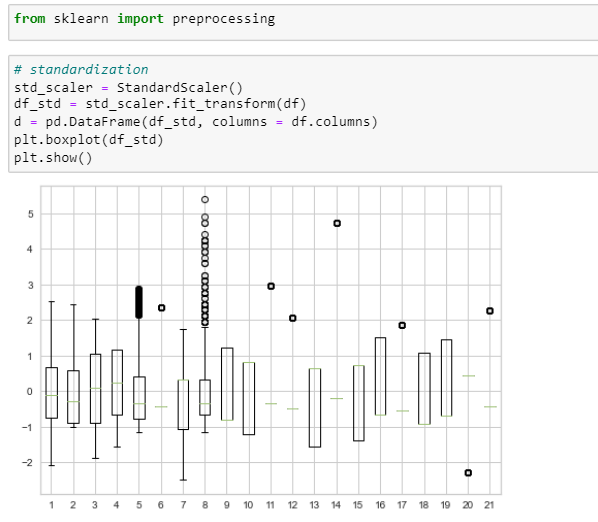 from sklearn import preprocessing
# standardization
std_scaler = StandardScaler()
df_std = std_scaler.fit_transform(df)
d = pd.DataFrame(df_std, columns = df.columns)
plt.boxplot(df_std)
plt.show()
5
4
3
2
1
0
−1
−2
1 2 3 4 5 6 7 8 9 10 11 12 13 14 15 16 17 18 19 20 21